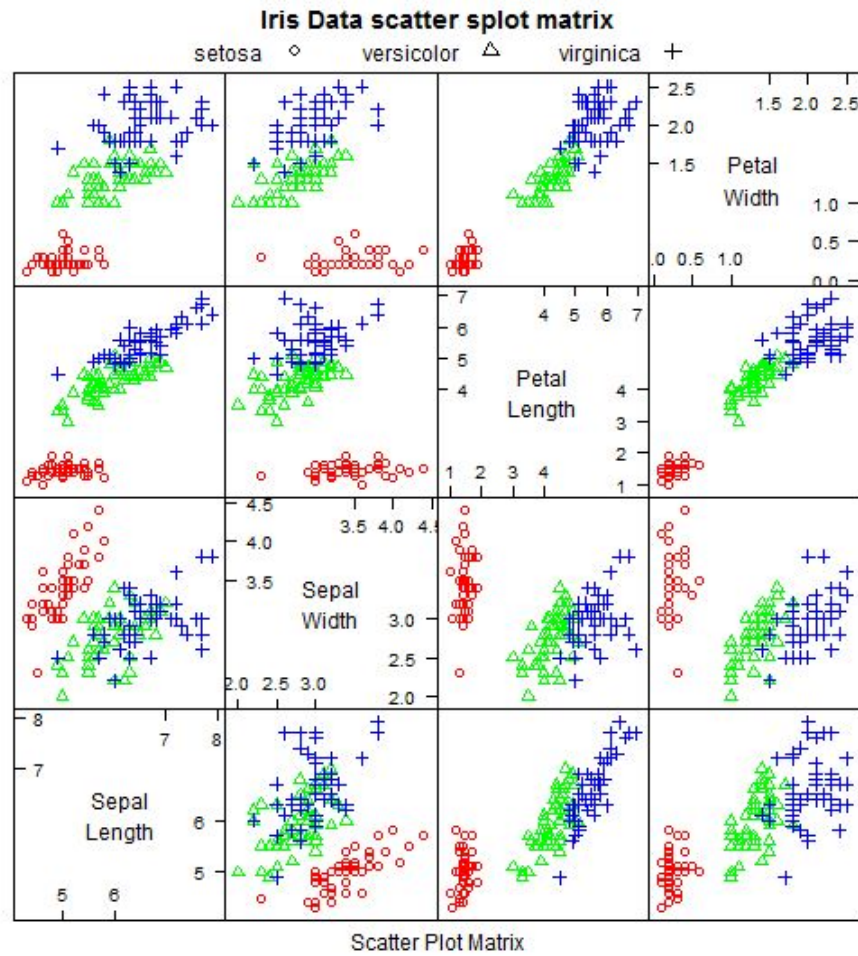 Iris Data scatter splot matrix
setosa versicolor virginica
2.5 1.5 2.0 2.5
2.0
1.5 Petal
Width 1.0
0.5
.0 0.5 1.0 0.0
7 4 5 6 7
6
5 Petal
4 Length 4
3
2
1 2 3 4 1
4.5 3.5 4.0 4.5
4.0
3.5 Sepal
Width 3.0
2.5
2.0 2.5 3.0 2.0
8 7 8
7
Sepal
Length 6
5
5 6
Scatter Plot Matrix